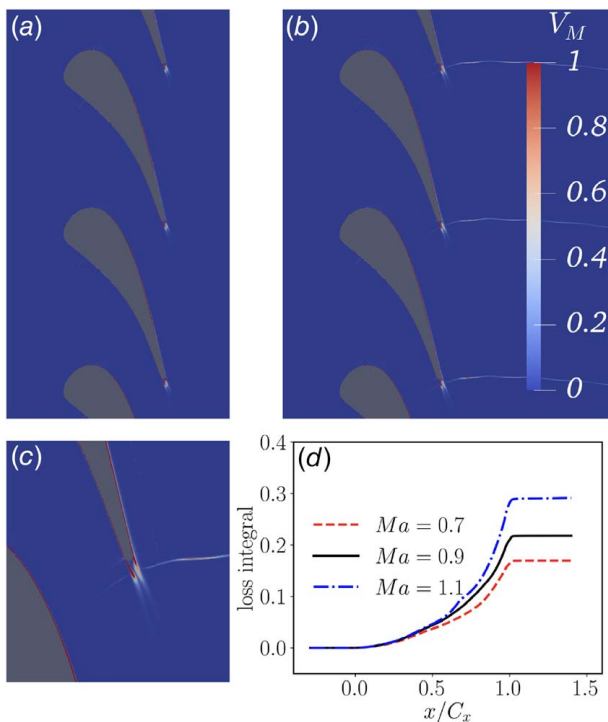 (a)
(b)
V_M
1
0.8
0.6
0.4
0.2
0
(c)
(d)
0.4
0.3
0.2
0.1
0.0
loss integral
Ma = 0.7
Ma = 0.9
Ma = 1.1
0.0 0.5 1.0 1.5
x/C_x